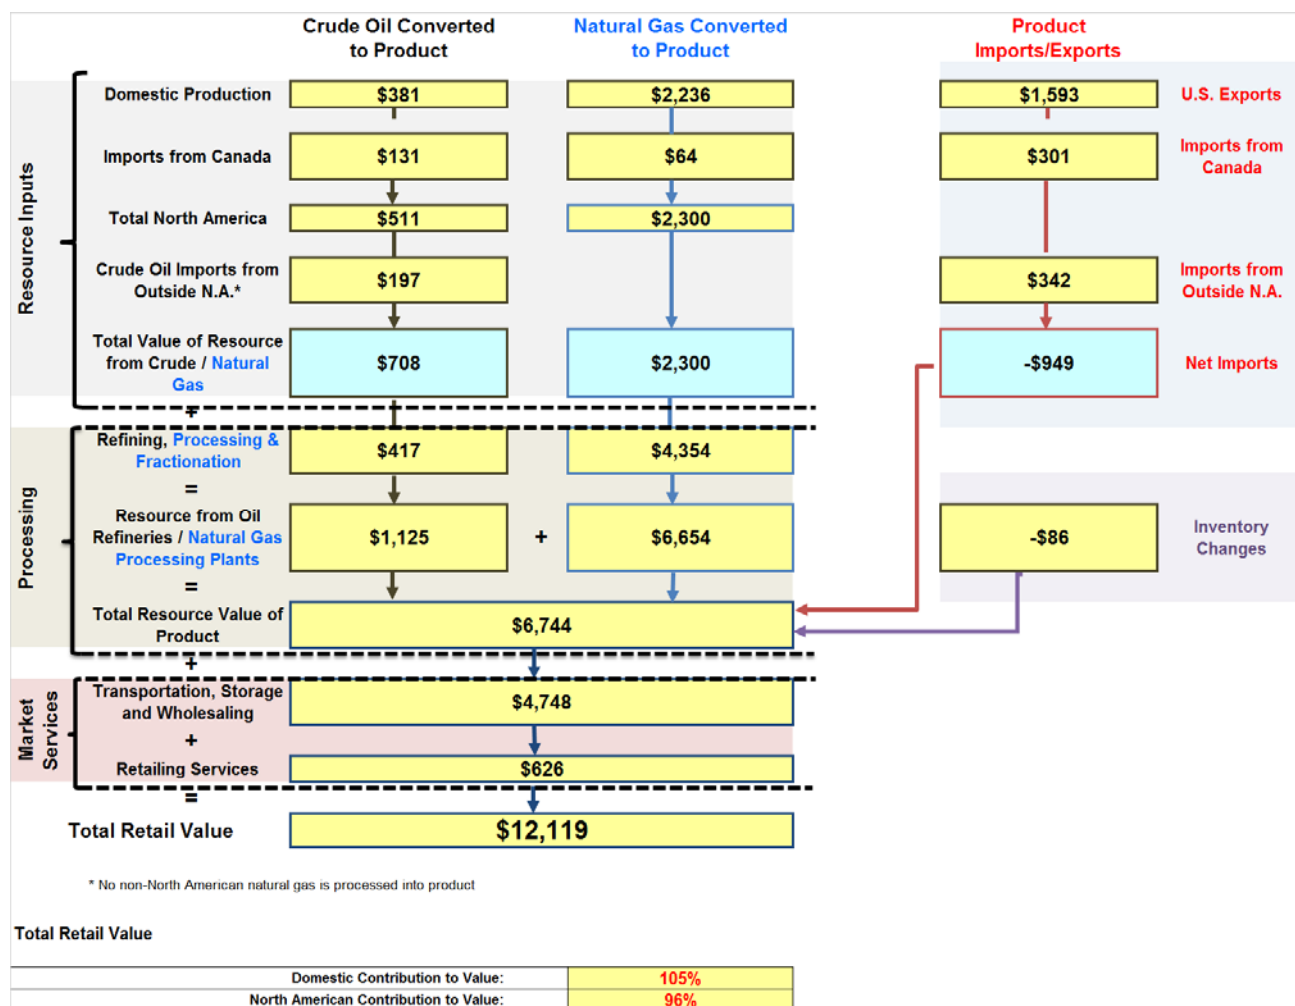 Crude Oil Converted
to Product
Natural Gas Converted
to Product
Product
Imports/Exports
Resource Inputs
Domestic Production
$381
$2,236
$1,593
U.S. Exports
Imports from Canada
$131
$64
$301
Imports from
Canada
Total North America
$511
$2,300
Crude Oil Imports from
Outside N.A.*
$197
$342
Imports from
Outside N.A.
Total Value of Resource
from Crude / Natural
Gas
$708
$2,300
-$949
Net Imports
+
Processing
Refining, Processing &
Fractionation
$417
$4,354
=
Resource from Oil
Refineries / Natural Gas
Processing Plants
$1,125
+
$6,654
-$86
Inventory
Changes
=
Total Resource Value of
Product
$6,744
+
Market
Services
Transportation, Storage
and Wholesaling
$4,748
+
Retailing Services
$626
=
Total Retail Value
$12,119
* No non-North American natural gas is processed into product
Total Retail Value
Domestic Contribution to Value:
105%
North American Contribution to Value:
96%